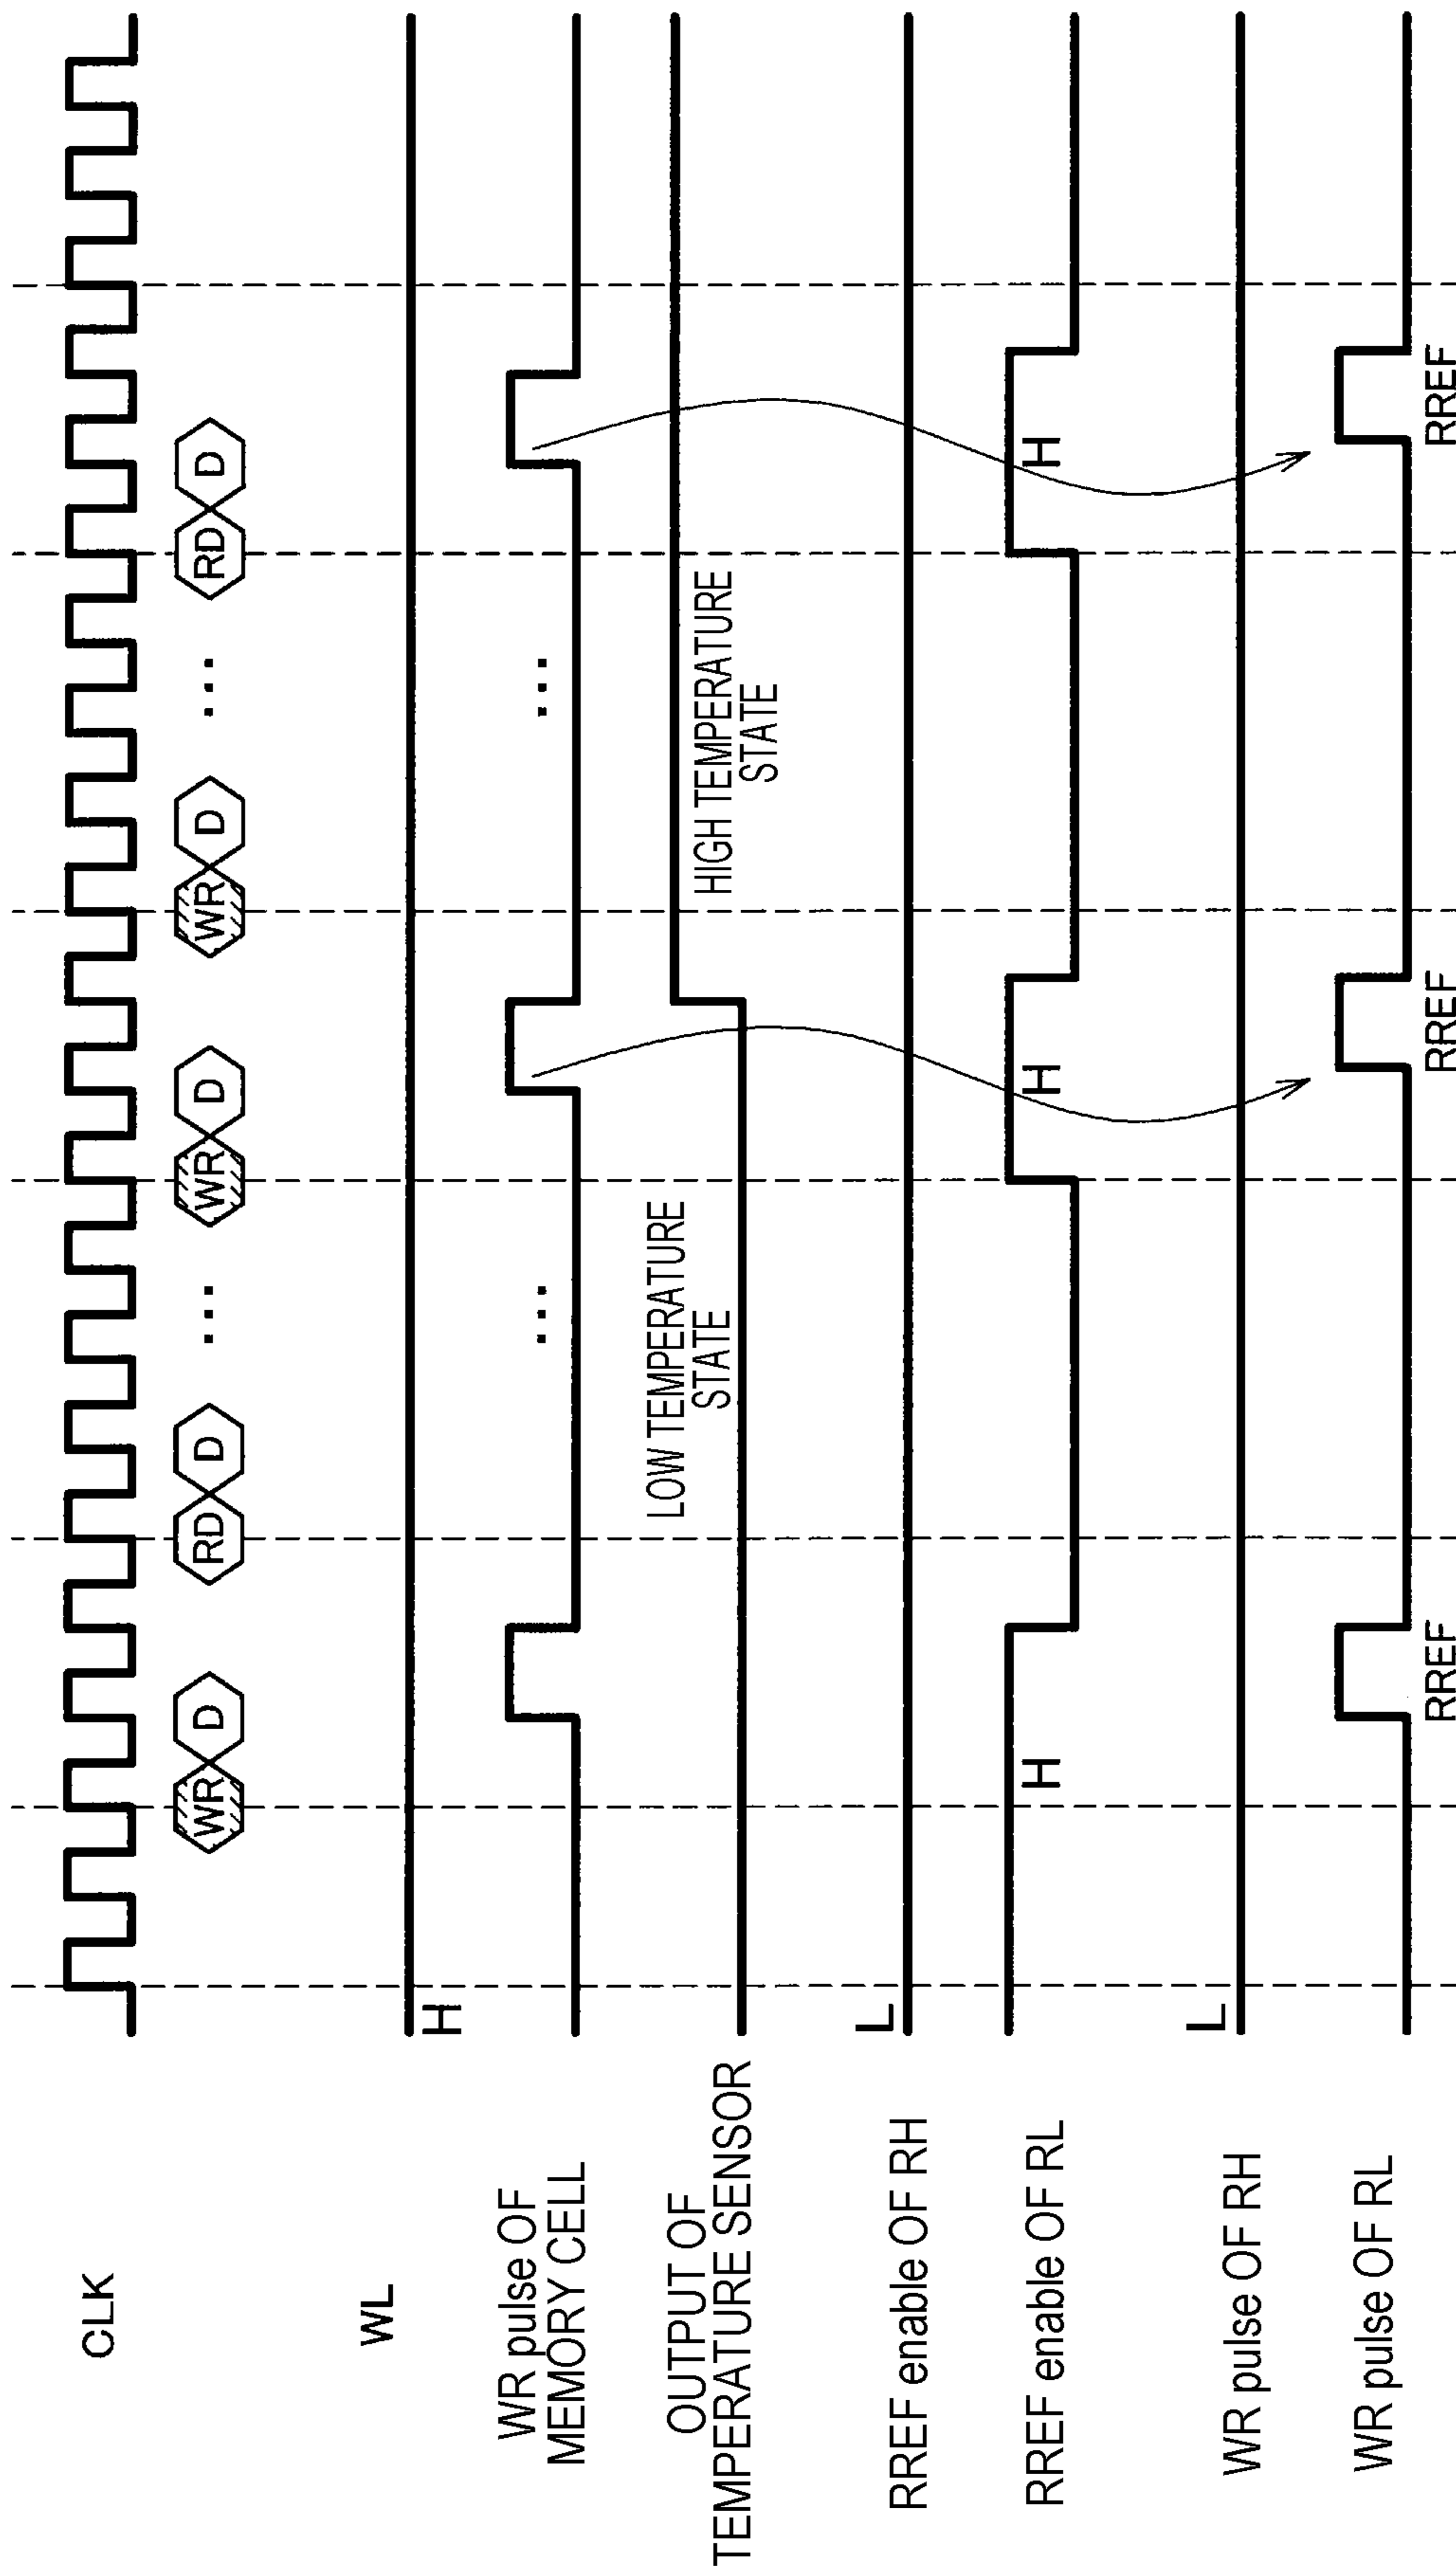 CLK
WR
D
RD
D
...
WR
D
WR
D
...
RD
D
WL
H
WR pulse OF
MEMORY CELL
...
...
OUTPUT OF
TEMPERATURE SENSOR
LOW TEMPERATURE
STATE
HIGH TEMPERATURE
STATE
RREF enable OF RH
L
RREF enable OF RL
H
H
H
WR pulse OF RH
L
WR pulse OF RL
RREF
RREF
RREF